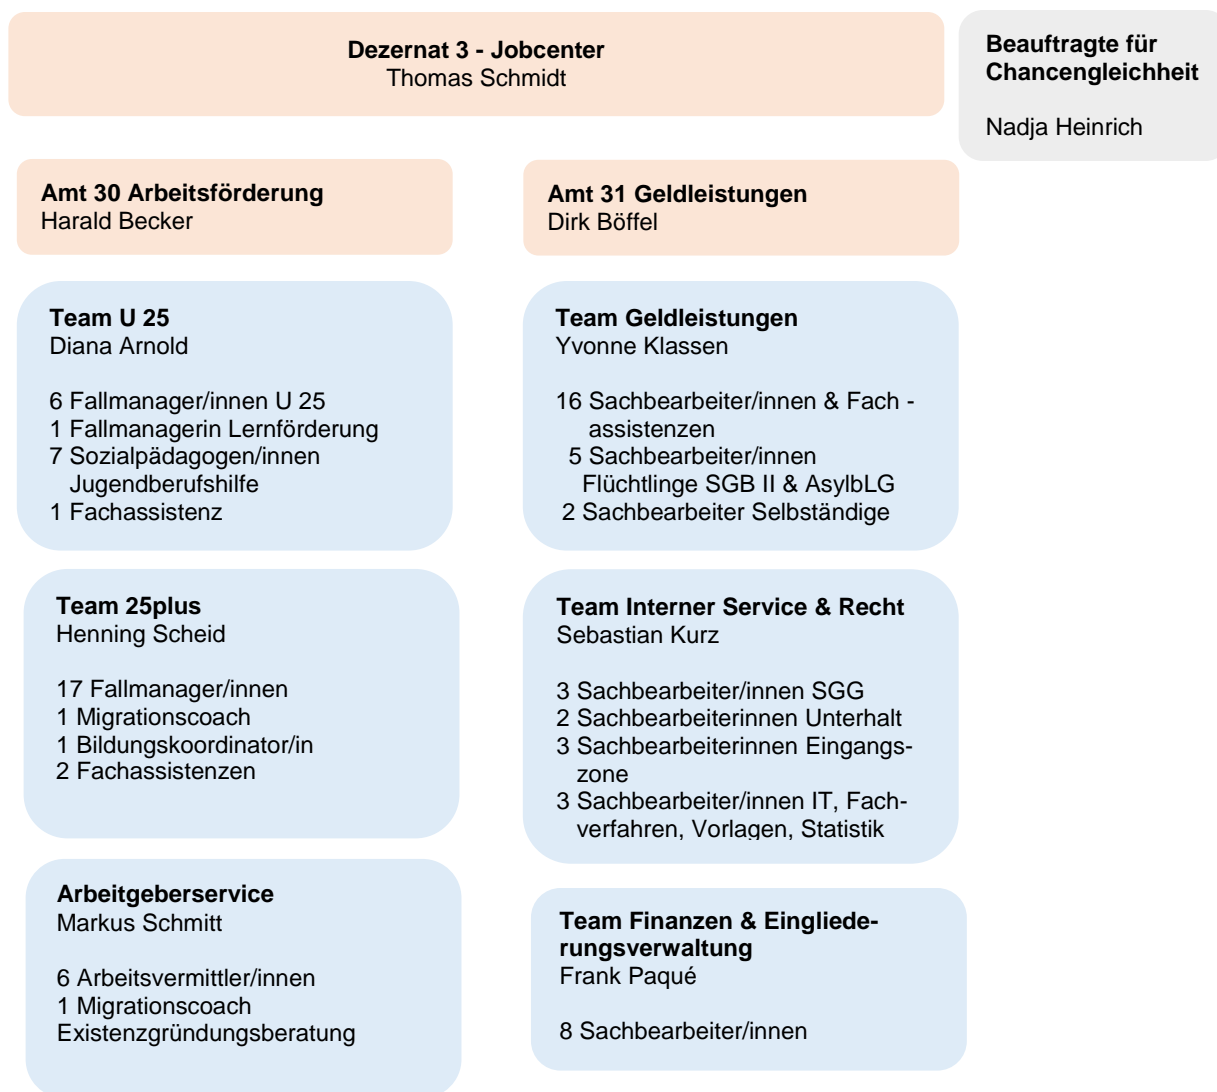 Dezernat 3 - Jobcenter
Thomas Schmidt
Beauftragte für
Chancengleichheit
Nadja Heinrich
Amt 30 Arbeitsförderung
Harald Becker
Amt 31 Geldleistungen
Dirk Böffel
Team U 25
Diana Arnold
6 Fallmanager/innen U 25
1 Fallmanagerin Lernförderung
7 Sozialpädagogen/innen
Jugendberufshilfe
1 Fachassistenz
Team Geldleistungen
Yvonne Klassen
16 Sachbearbeiter/innen & Fach -
assistenzen
5 Sachbearbeiter/innen
Flüchtlinge SGB II & AsylbLG
2 Sachbearbeiter Selbständige
Team 25plus
Henning Scheid
17 Fallmanager/innen
1 Migrationscoach
1 Bildungskoordinator/in
2 Fachassistenzen
Team Interner Service & Recht
Sebastian Kurz
3 Sachbearbeiter/innen SGG
2 Sachbearbeiterinnen Unterhalt
3 Sachbearbeiterinnen Eingangs-
zone
3 Sachbearbeiter/innen IT, Fach-
verfahren, Vorlagen, Statistik
Arbeitgeberservice
Markus Schmitt
6 Arbeitsvermittler/innen
1 Migrationscoach
Existenzgründungsberatung
Team Finanzen & Eingliede-
rungsverwaltung
Frank Paqué
8 Sachbearbeiter/innen